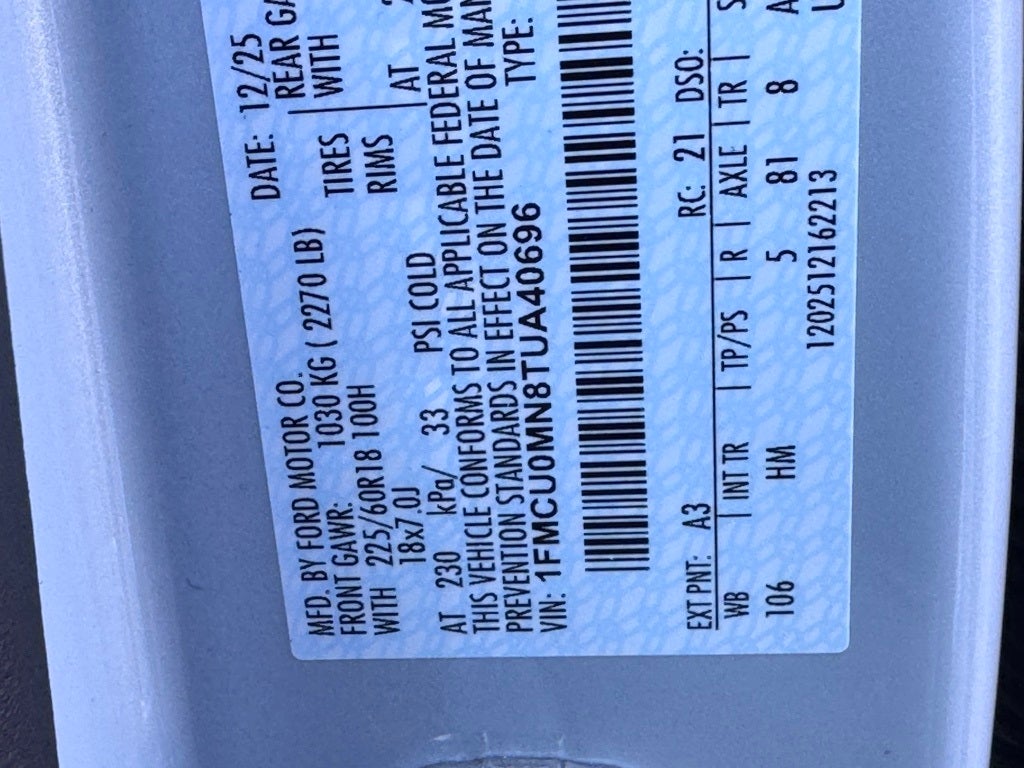 MFD. BY FORD MOTOR CO.
DATE: 12/25
FRONT GAWR: 1030 KG ( 2270 LB)
REAR
WITH 225/60R18 100H
TIRES
WITH
18x7.0J
RIMS
AT 230 kPa/ 33 PSI COLD
AT
THIS VEHICLE CONFORMS TO ALL APPLICABLE FEDERAL
PREVENTION STANDARDS IN EFFECT ON THE DATE OF
VIN: 1FMCU0MN8TUA40696
TYPE:
EXT PNT: A3 RC: 21 DSO:
WB | INT TR | TP/PS | R | AXLE | TR |
106 HM 5 81 8
1202512162213